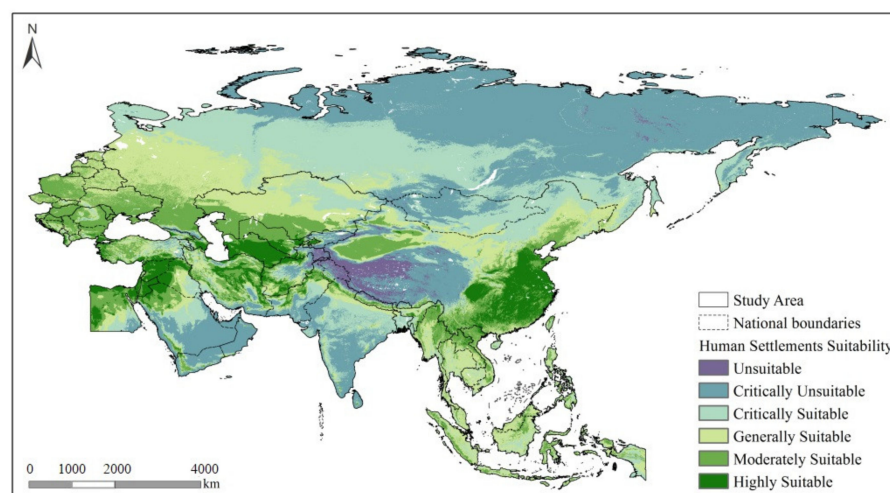 N
Study Area
National boundaries
Human Settlements Suitability
Unsuitable
Critically Unsuitable
Critically Suitable
Generally Suitable
Moderately Suitable
Highly Suitable
0 1000 2000 4000
km